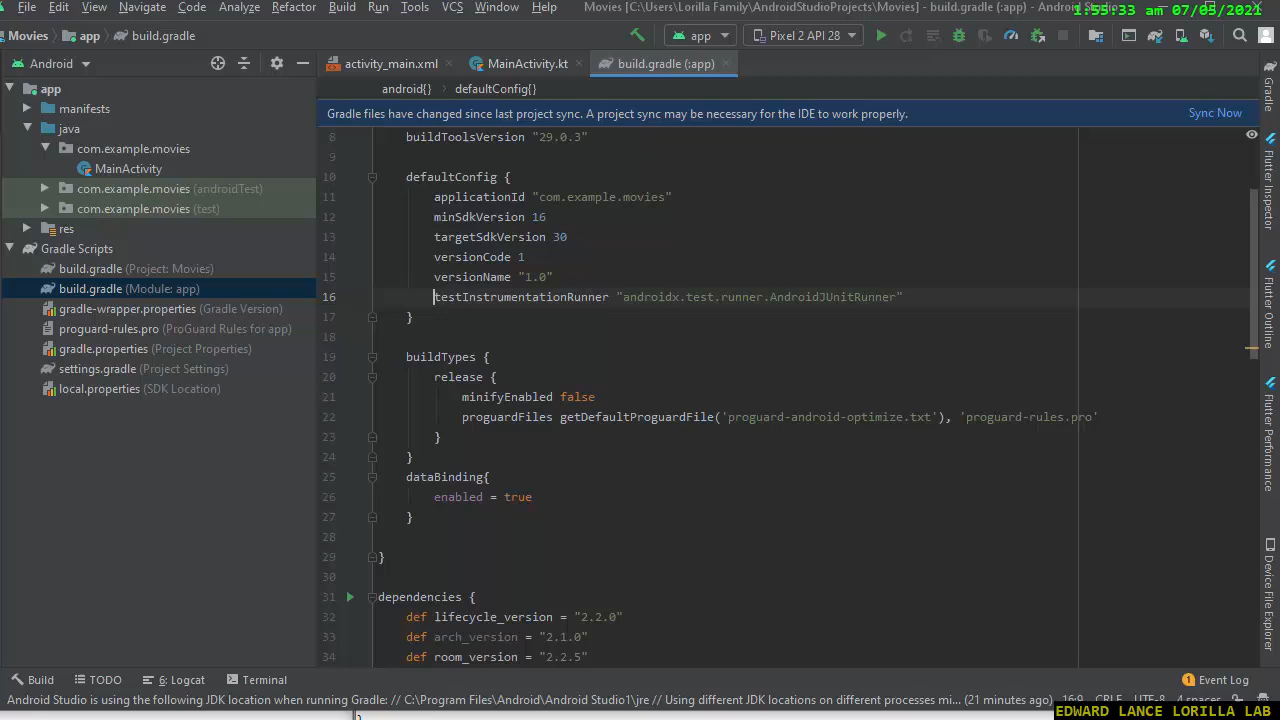 File Edit View Navigate Code Analyze Refactor Build Run Tools VCS Window Help Movies [C:\Users\Lorilla Family\AndroidStudioProjects\Movies] - build.gradle (:app) - Android
1:55:33 am 07/05/2021
Movies app build.gradle app Pixel 2 API 28
Android activity_main.xml MainActivity.kt build.gradle (:app)
android{} defaultConfig{}
Gradle files have changed since last project sync. A project sync may be necessary for the IDE to work properly. Sync Now
app
manifests
java
com.example.movies
MainActivity
com.example.movies (androidTest)
com.example.movies (test)
res
Gradle Scripts
build.gradle (Project: Movies)
build.gradle (Module: app)
gradle-wrapper.properties (Gradle Version)
proguard-rules.pro (ProGuard Rules for app)
gradle.properties (Project Properties)
settings.gradle (Project Settings)
local.properties (SDK Location)
8 buildToolsVersion "29.0.3"
9
10 defaultConfig {
11 applicationId "com.example.movies"
12 minSdkVersion 16
13 targetSdkVersion 30
14 versionCode 1
15 versionName "1.0"
16 testInstrumentationRunner "androidx.test.runner.AndroidJUnitRunner"
17 }
18
19 buildTypes {
20 release {
21 minifyEnabled false
22 proguardFiles getDefaultProguardFile('proguard-android-optimize.txt'), 'proguard-rules.pro'
23 }
24 }
25 dataBinding{
26 enabled = true
27 }
28
29 }
30
31 dependencies {
32 def lifecycle_version = "2.2.0"
33 def arch_version = "2.1.0"
34 def room_version = "2.2.5"
Gradle
Flutter Inspector
Flutter Outline
Flutter Performance
Device File Explorer
Build TODO 6: Logcat Terminal 1 Event Log
Android Studio is using the following JDK location when running Gradle: // C:\Program Files\Android\Android Studio1\jre // Using different JDK locations on different processes mi... (21 minutes ago) 16:9 CRLF UTF-8 4 spaces
EDWARD LANCE LORILLA LAB